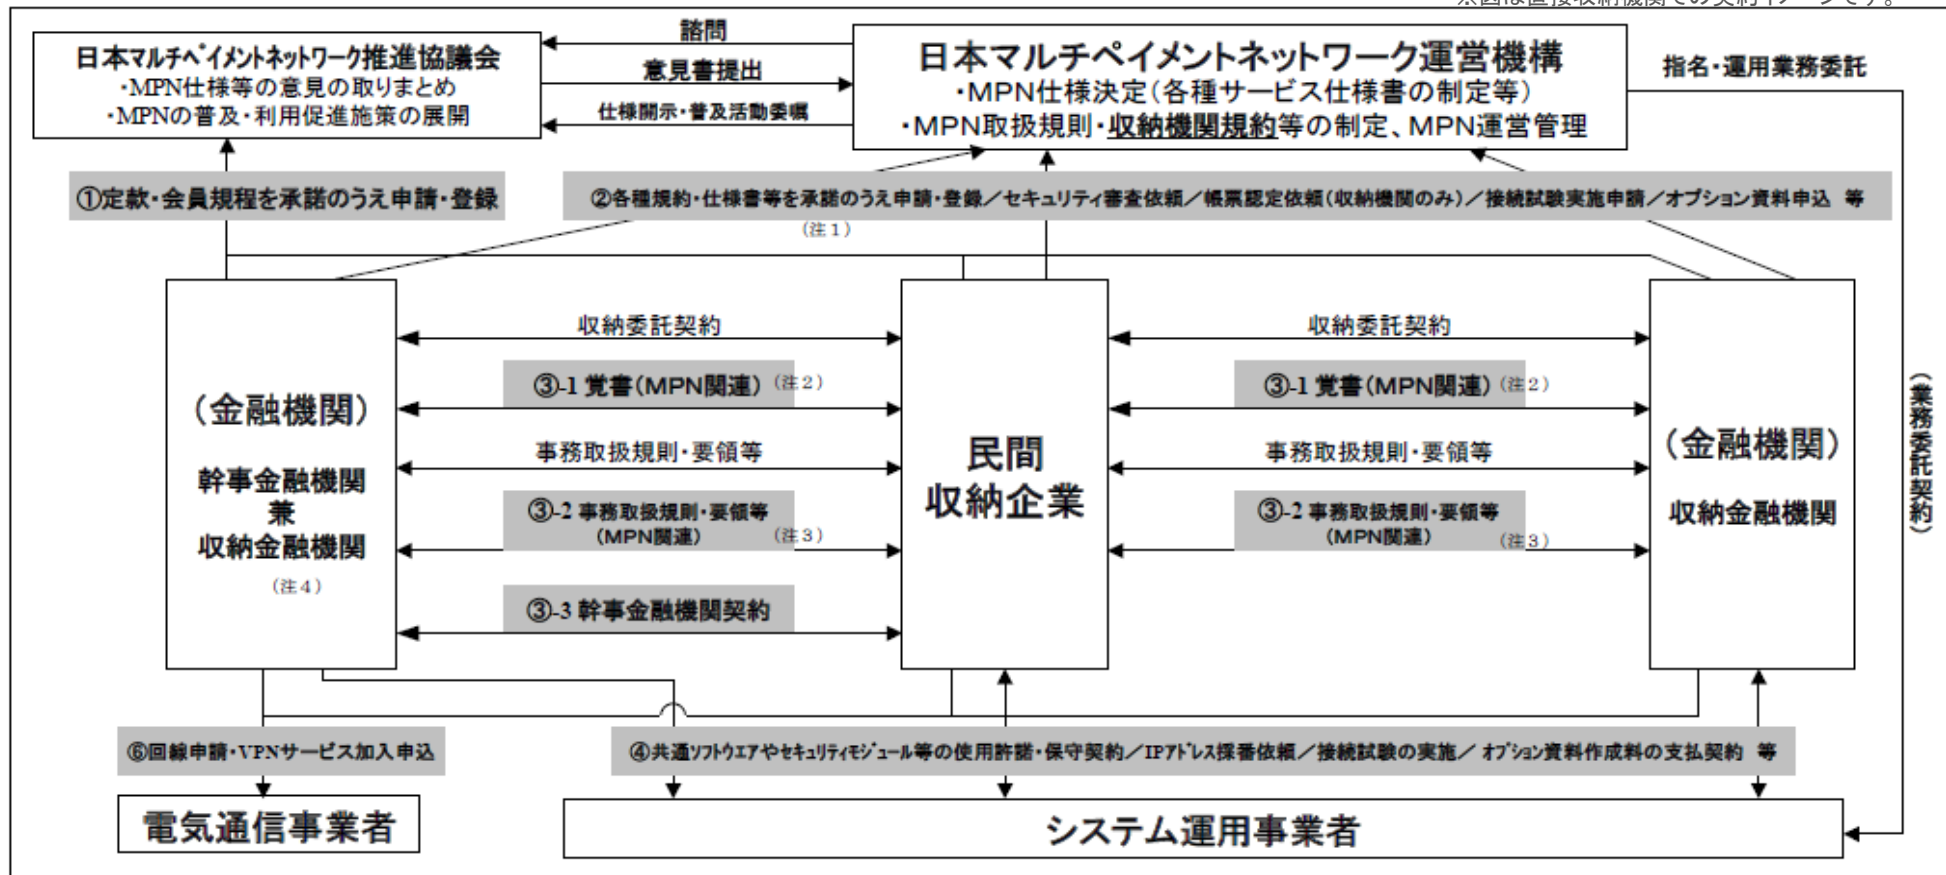 ※図は直接収納機関での契約イメージです。
諮問
日本マルチペイメントネットワーク推進協議会
・MPN仕様等の意見の取りまとめ
・MPNの普及・利用促進施策の展開
意見書提出
仕様開示・普及活動委嘱
日本マルチペイメントネットワーク運営機構
・MPN仕様決定（各種サービス仕様書の制定等）
・MPN取扱規則・収納機関規約等の制定、MPN運営管理
指名・運用業務委託
①定款・会員規程を承諾のうえ申請・登録
②各種規約・仕様書等を承諾のうえ申請・登録／セキュリティ審査依頼／帳票認定依頼（収納機関のみ）／接続試験実施申請／オプション資料申込 等
（注１）
（金融機関）
幹事金融機関
兼
収納金融機関
（注４）
収納委託契約
③-1 覚書（MPN関連）（注２）
事務取扱規則・要領等
③-2 事務取扱規則・要領等
（MPN関連）
（注３）
③-3 幹事金融機関契約
民間
収納企業
収納委託契約
③-1 覚書（MPN関連）（注２）
事務取扱規則・要領等
③-2 事務取扱規則・要領等
（MPN関連）
（注３）
（金融機関）
収納金融機関
（業務委託契約）
⑥回線申請・VPNサービス加入申込
④共通ソフトウエアやセキュリティモジュール等の使用許諾・保守契約／IPアドレス採番依頼／接続試験の実施／オプション資料作成料の支払契約 等
電気通信事業者
システム運用事業者